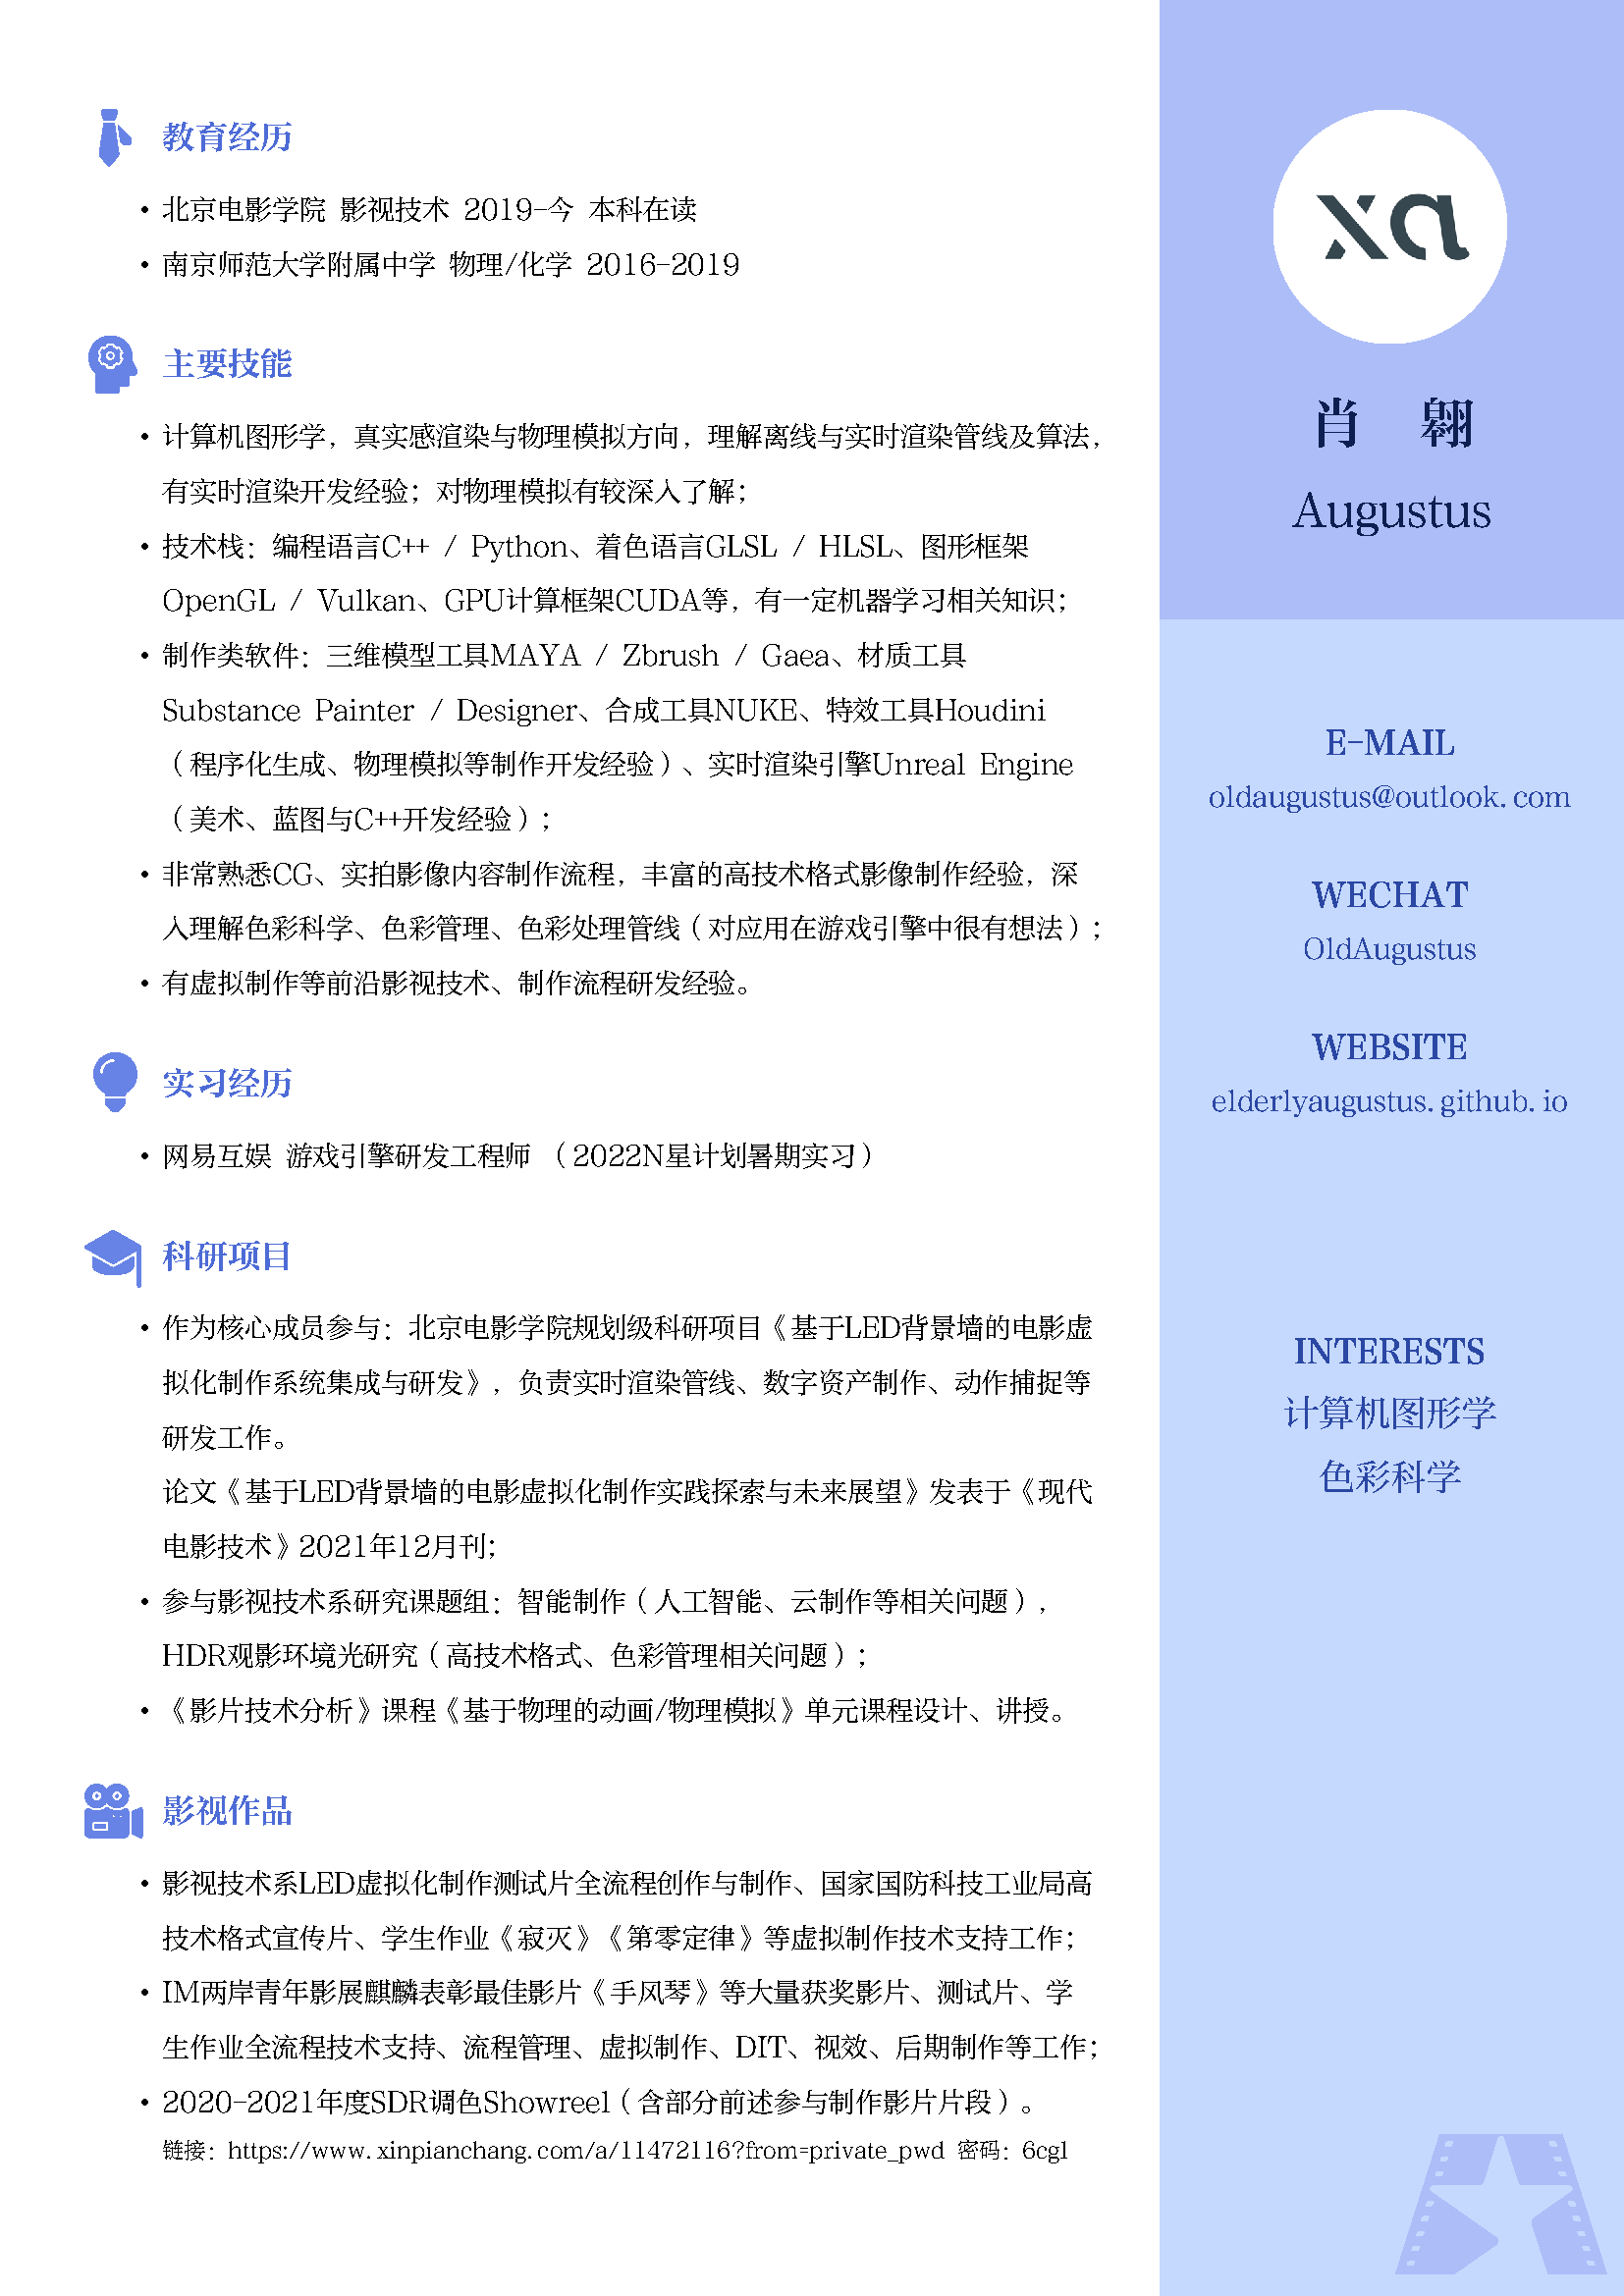 教育经历
• 北京电影学院 影视技术 2019-今 本科在读
• 南京师范大学附属中学 物理/化学 2016-2019
主要技能
• 计算机图形学，真实感渲染与物理模拟方向，理解离线与实时渲染管线及算法，
有实时渲染开发经验；对物理模拟有较深入了解；
• 技术栈：编程语言C++ / Python、着色语言GLSL / HLSL、图形框架
OpenGL / Vulkan、GPU计算框架CUDA等，有一定机器学习相关知识；
• 制作类软件：三维模型工具MAYA / Zbrush / Gaea、材质工具
Substance Painter / Designer、合成工具NUKE、特效工具Houdini
（程序化生成、物理模拟等制作开发经验）、实时渲染引擎Unreal Engine
（美术、蓝图与C++开发经验）；
• 非常熟悉CG、实拍影像内容制作流程，丰富的高技术格式影像制作经验，深
入理解色彩科学、色彩管理、色彩处理管线（对应用在游戏引擎中很有想法）；
• 有虚拟制作等前沿影视技术、制作流程研发经验。
实习经历
• 网易互娱 游戏引擎研发工程师 （2022N星计划暑期实习）
科研项目
• 作为核心成员参与：北京电影学院规划级科研项目《基于LED背景墙的电影虚
拟化制作系统集成与研发》，负责实时渲染管线、数字资产制作、动作捕捉等
研发工作。
论文《基于LED背景墙的电影虚拟化制作实践探索与未来展望》发表于《现代
电影技术》2021年12月刊；
• 参与影视技术系研究课题组：智能制作（人工智能、云制作等相关问题），
HDR观影环境光研究（高技术格式、色彩管理相关问题）；
• 《影片技术分析》课程《基于物理的动画/物理模拟》单元课程设计、讲授。
影视作品
• 影视技术系LED虚拟化制作测试片全流程创作与制作、国家国防科技工业局高
技术格式宣传片、学生作业《寂灭》《第零定律》等虚拟制作技术支持工作；
• IM两岸青年影展麒麟表彰最佳影片《手风琴》等大量获奖影片、测试片、学
生作业全流程技术支持、流程管理、虚拟制作、DIT、视效、后期制作等工作；
• 2020-2021年度SDR调色Showreel（含部分前述参与制作影片片段）。
链接：https://www.xinpianchang.com/a/11472116?from=private_pwd 密码：6cgl
xa
肖 翱
Augustus
E-MAIL
oldaugustus@outlook.com
WECHAT
OldAugustus
WEBSITE
elderlyaugustus.github.io
INTERESTS
计算机图形学
色彩科学